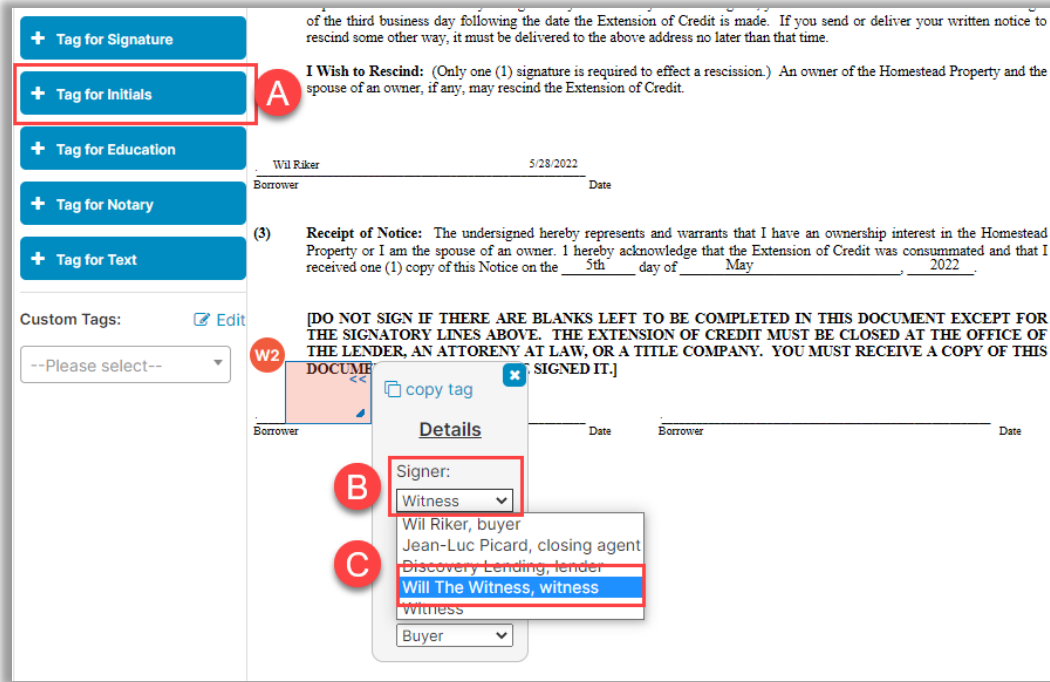 of the third business day following the date the Extension of Credit is made. If you send or deliver your written notice to
rescind some other way, it must be delivered to the above address no later than that time.
+ Tag for Signature
I Wish to Rescind: (Only one (1) signature is required to effect a rescission.) An owner of the Homestead Property and the
spouse of an owner, if any, may rescind the Extension of Credit.
+ Tag for Initials
A
+ Tag for Education
Wil Riker 5/28/2022
Borrower Date
+ Tag for Notary
(3) Receipt of Notice: The undersigned hereby represents and warrants that I have an ownership interest in the Homestead
Property or I am the spouse of an owner. 1 hereby acknowledge that the Extension of Credit was consummated and that I
received one (1) copy of this Notice on the 5th day of May , 2022 .
+ Tag for Text
Custom Tags: Edit
--Please select--
[DO NOT SIGN IF THERE ARE BLANKS LEFT TO BE COMPLETED IN THIS DOCUMENT EXCEPT FOR
THE SIGNATORY LINES ABOVE. THE EXTENSION OF CREDIT MUST BE CLOSED AT THE OFFICE OF
THE LENDER, AN ATTORENY AT LAW, OR A TITLE COMPANY. YOU MUST RECEIVE A COPY OF THIS
DOCUME SIGNED IT.]
W2
<<
copy tag
Borrower Date Borrower Date
Details
B
Signer:
Witness
C
Wil Riker, buyer
Jean-Luc Picard, closing agent
Discovery Lending, lender
Will The Witness, witness
Witness
Buyer